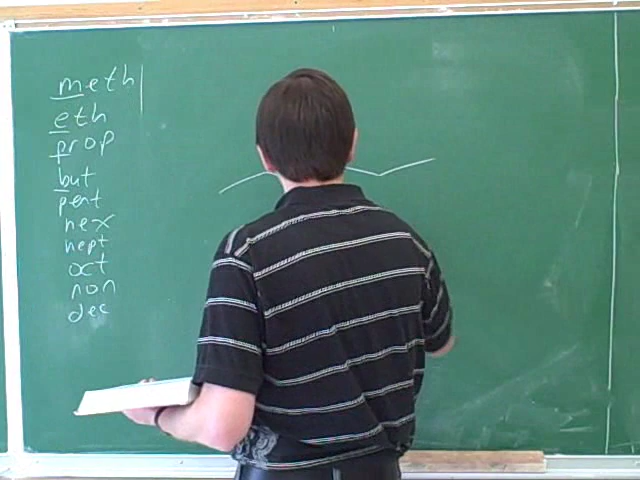 meth
eth
prop
but
pent
hex
hept
oct
non
dec